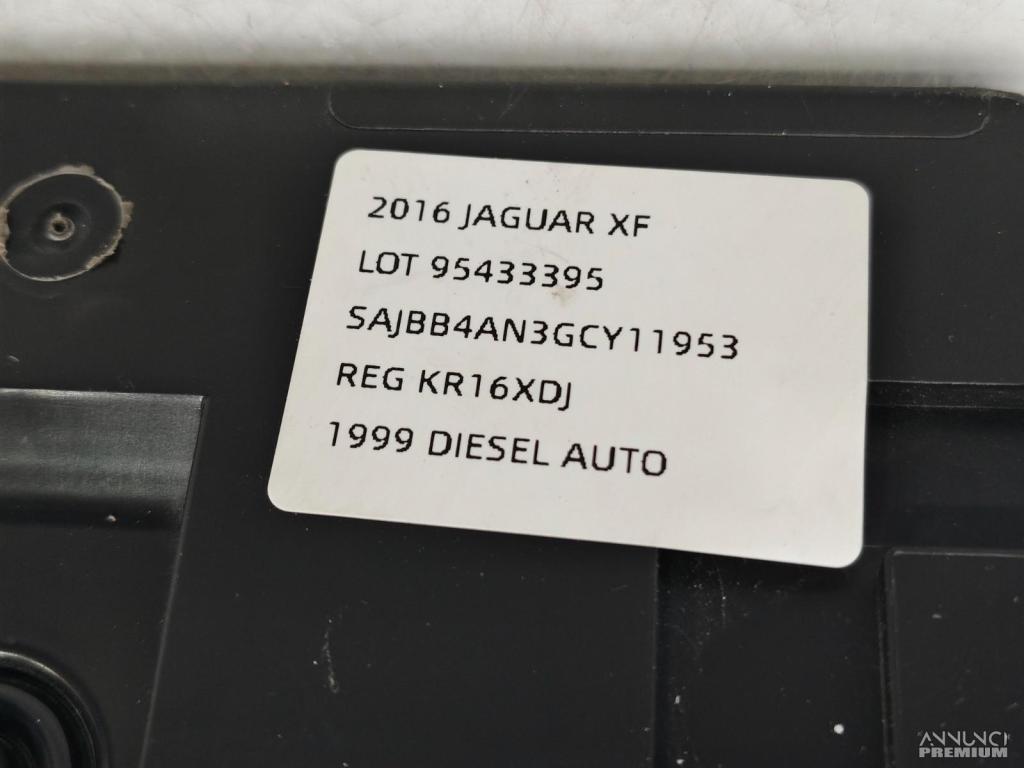 2016 JAGUAR XF
LOT 95433395
SAJBB4AN3GCY11953
REG KR16XDJ
1999 DIESEL AUTO
ANNUNCI
PREMIUM